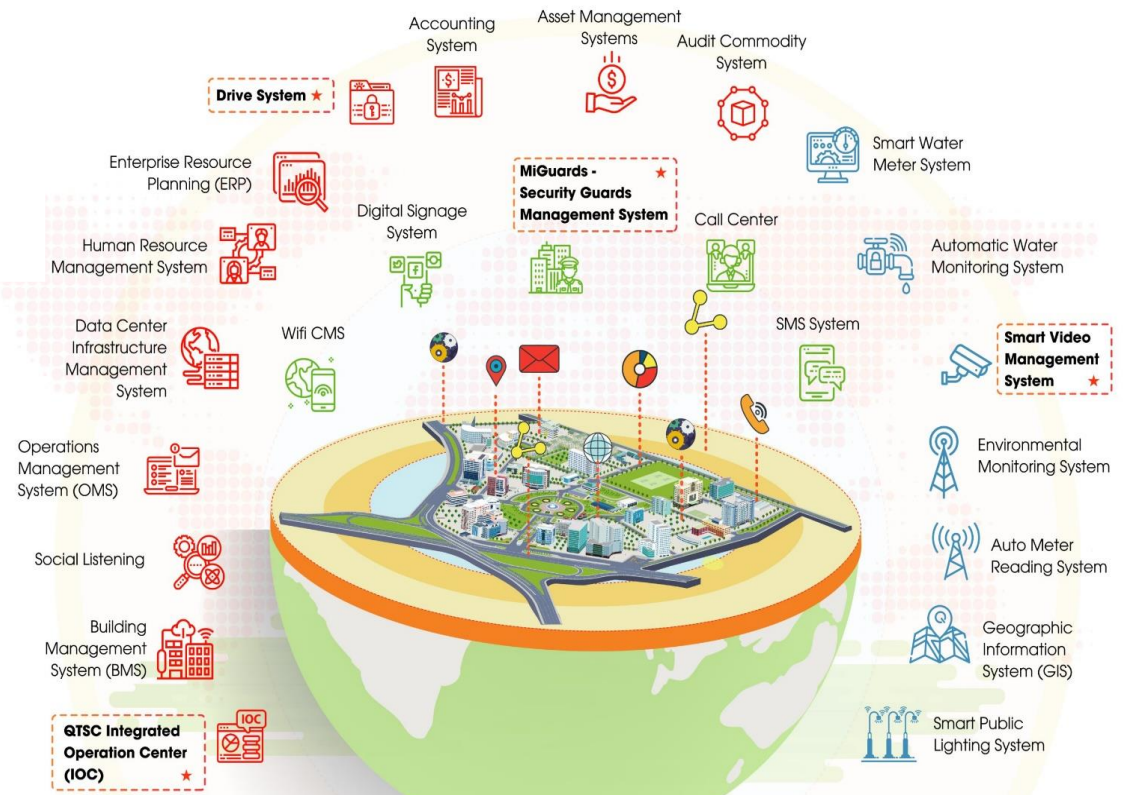 Accounting
System
Asset Management
Systems
Audit Commodity
System
Drive System
Smart Water
Meter System
Enterprise Resource
Planning (ERP)
MiGuards -
Security Guards
Management System
Digital Signage
System
Call Center
Human Resource
Management System
Automatic Water
Monitoring System
Data Center
Infrastructure
Management
System
Wifi CMS
SMS System
Smart Video
Management
System
Operations
Management
System (OMS)
Environmental
Monitoring System
Social Listening
Auto Meter
Reading System
Building
Management
System (BMS)
Geographic
Information
System (GIS)
QTSC Integrated
Operation Center
(IOC)
IOC
Smart Public
Lighting System